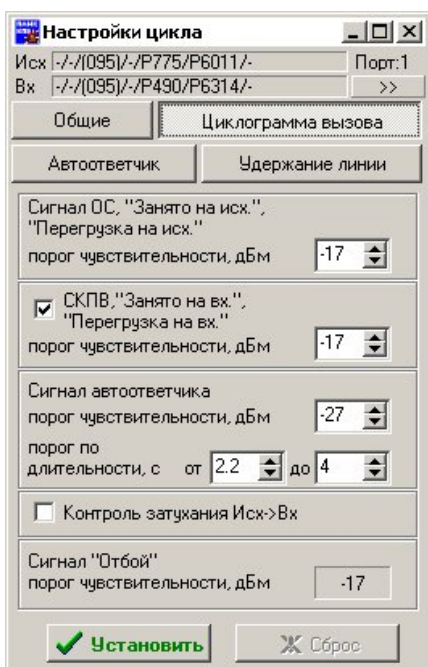 Настройки цикла
Исх -/-/(095)/-/P775/P6011/- Порт:1
Вх -/-/(095)/-/P490/P6314/- >>
Общие Циклограмма вызова
Автоответчик Удержание линии
Сигнал ОС, "Занято на исх.",
"Перегрузка на исх."
порог чувствительности, дБм -17
СКПВ,"Занято на вх.",
"Перегрузка на вх."
порог чувствительности, дБм -17
Сигнал автоответчика
порог чувствительности, дБм -27
порог по
длительности, с от 2.2 до 4
Контроль затухания Исх->Вх
Сигнал "Отбой"
порог чувствительности, дБм -17
Установить Сброс